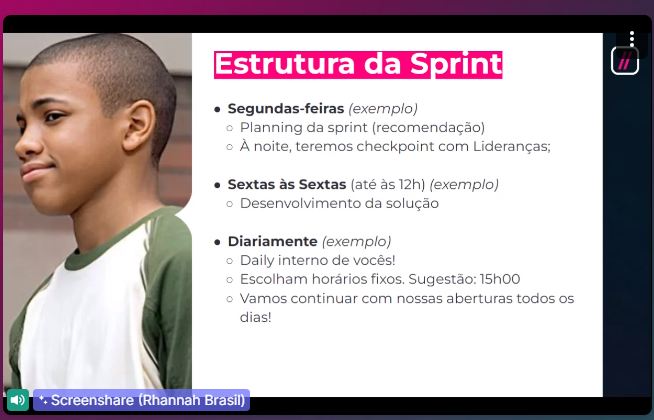 Estrutura da Sprint
● Segundas-feiras (exemplo)
○ Planning da sprint (recomendação)
○ À noite, teremos checkpoint com Lideranças;
● Sextas às Sextas (até às 12h) (exemplo)
○ Desenvolvimento da solução
● Diariamente (exemplo)
○ Daily interno de vocês!
○ Escolham horários fixos. Sugestão: 15h00
○ Vamos continuar com nossas aberturas todos os
dias!
Screenshare (Rhannah Brasil)